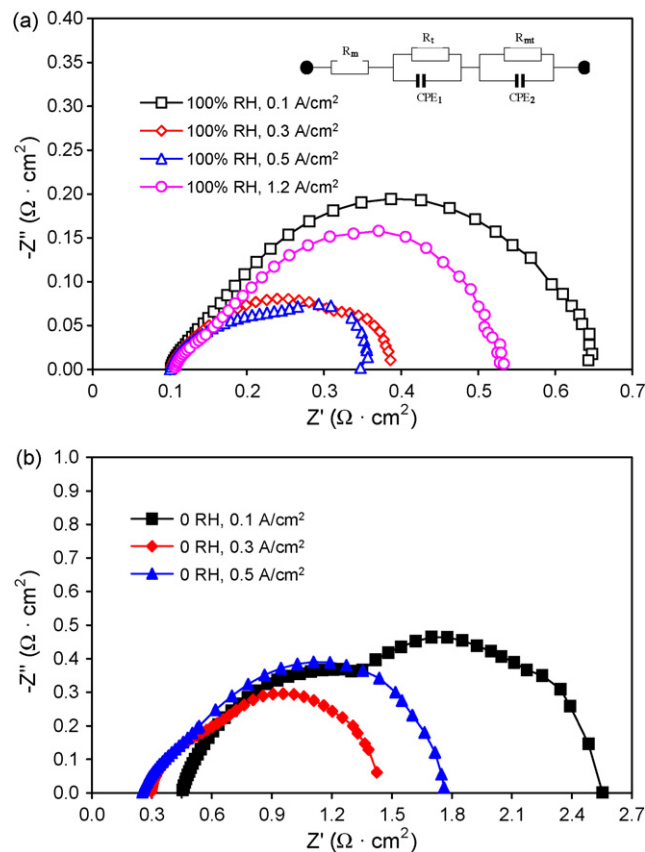 (a)
0.40
0.35
0.30
0.25
0.20
0.15
0.10
0.05
0.00
-Z'' (Ω · cm²)
R_m
R_t
R_mt
CPE₁
CPE₂
100% RH, 0.1 A/cm²
100% RH, 0.3 A/cm²
100% RH, 0.5 A/cm²
100% RH, 1.2 A/cm²
0 0.1 0.2 0.3 0.4 0.5 0.6 0.7
Z' (Ω · cm²)
(b)
1.0
0.9
0.8
0.7
0.6
0.5
0.4
0.3
0.2
0.1
0.0
-Z'' (Ω · cm²)
0 RH, 0.1 A/cm²
0 RH, 0.3 A/cm²
0 RH, 0.5 A/cm²
0.0 0.3 0.6 0.9 1.2 1.5 1.8 2.1 2.4 2.7
Z' (Ω · cm²)